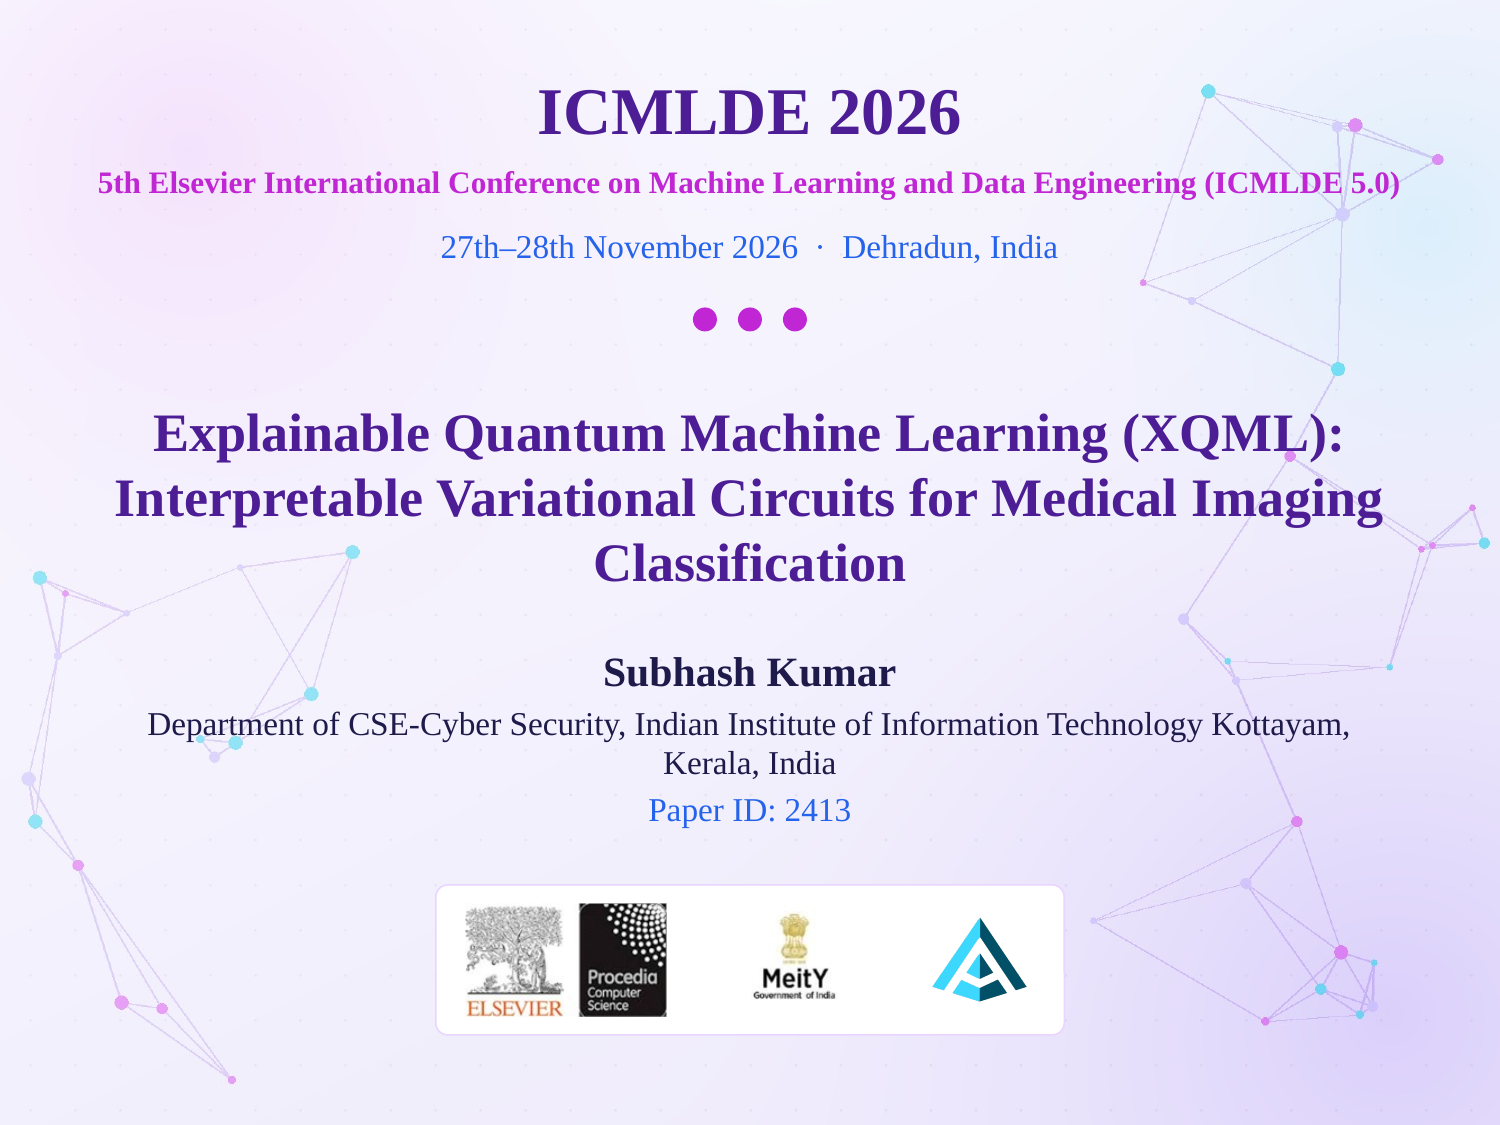 ICMLDE 2026
5th Elsevier International Conference on Machine Learning and Data Engineering (ICMLDE 5.0)
27th–28th November 2026 · Dehradun, India
Explainable Quantum Machine Learning (XQML):
Interpretable Variational Circuits for Medical Imaging
Classification
Subhash Kumar
Department of CSE-Cyber Security, Indian Institute of Information Technology Kottayam,
Kerala, India
Paper ID: 2413
ELSEVIER
Procedia
Computer
Science
MeitY
Government of India